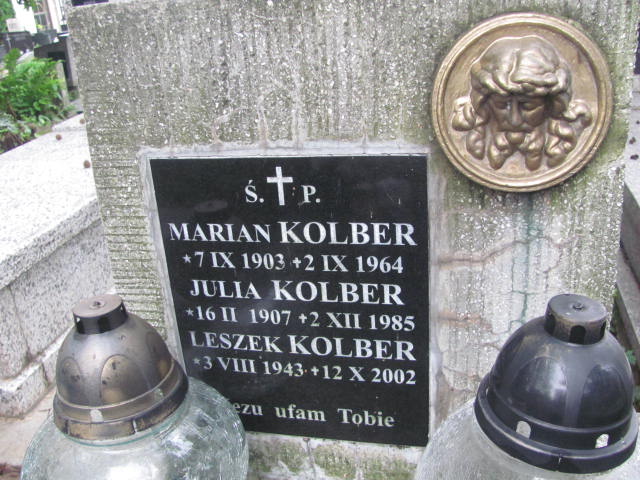 Ś. P.
MARIAN KOLBER
*7 IX 1903 +2 IX 1964
JULIA KOLBER
*16 II 1907 +2 XII 1985
LESZEK KOLBER
*3 VIII 1943 +12 X 2002
ufam Tobie